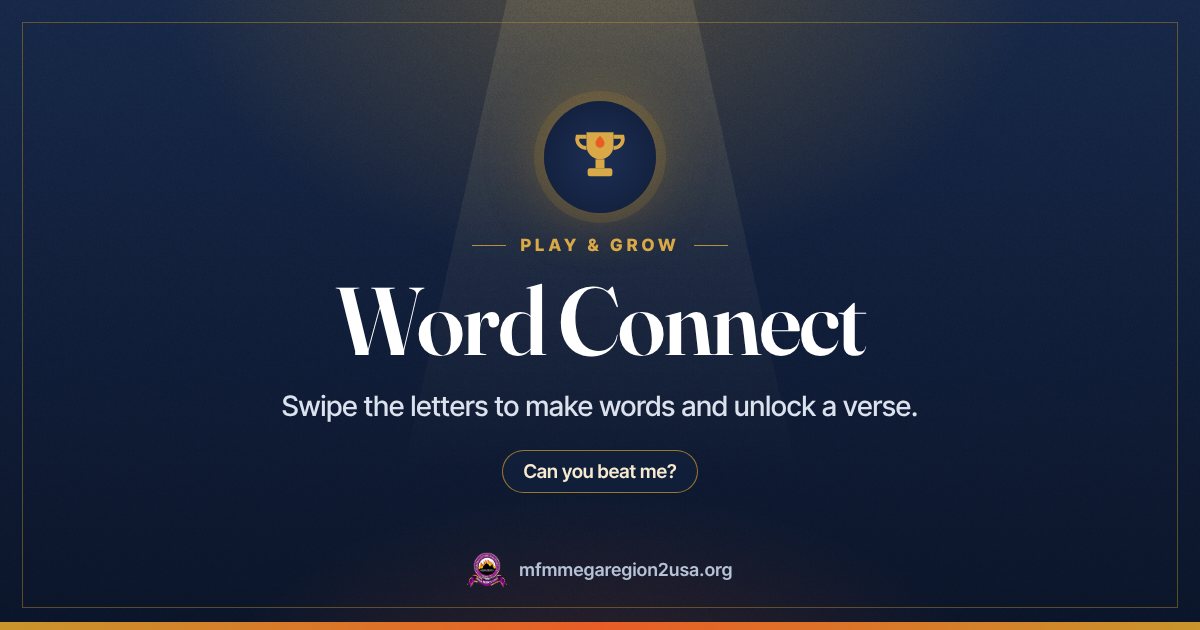 PLAY & GROW
Word Connect
Swipe the letters to make words and unlock a verse.
Can you beat me?
mfmmegaregion2usa.org